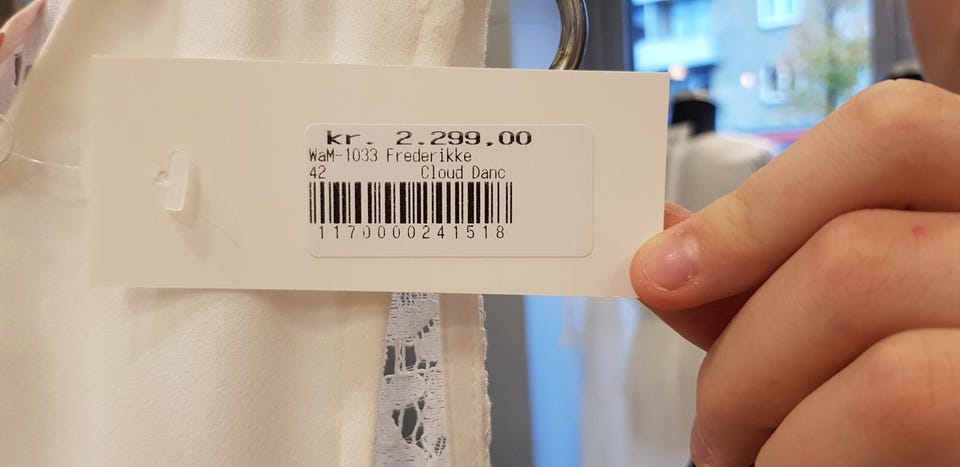 kr. 2.299,00
WaM-1033 Frederikke
42 Cloud Danc
1170000241518